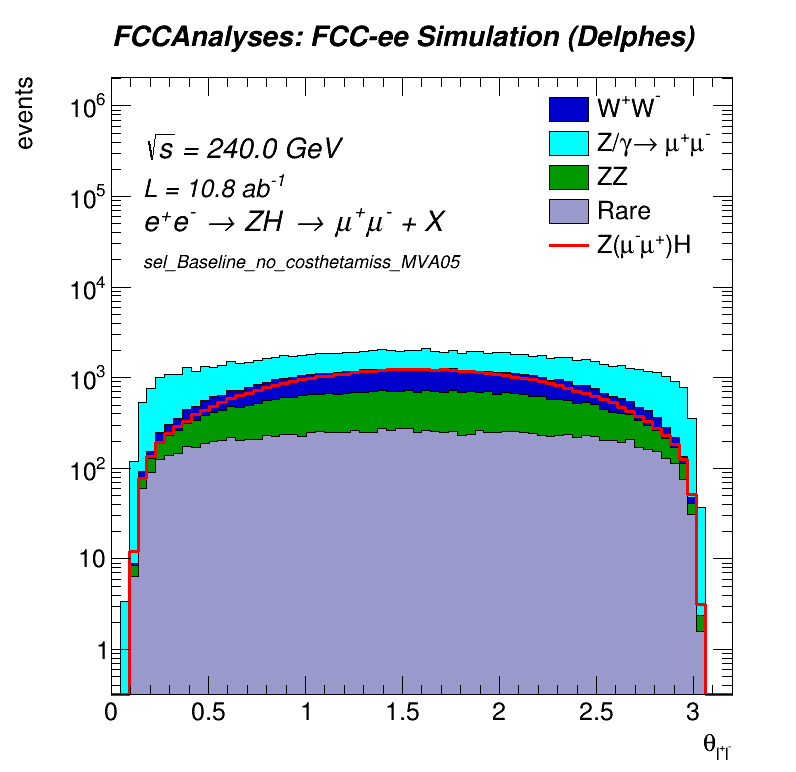 FCCAnalyses: FCC-ee Simulation (Delphes)
events
10⁶
10⁵
10⁴
10³
10²
10
1
√s = 240.0 GeV
L = 10.8 ab⁻¹
e⁺e⁻ → ZH → μ⁺μ⁻ + X
sel_Baseline_no_costhetamiss_MVA05
W⁺W⁻
Z/γ→ μ⁺μ⁻
ZZ
Rare
Z(μ⁻μ⁺)H
0 0.5 1 1.5 2 2.5 3
θ_l⁺l⁻